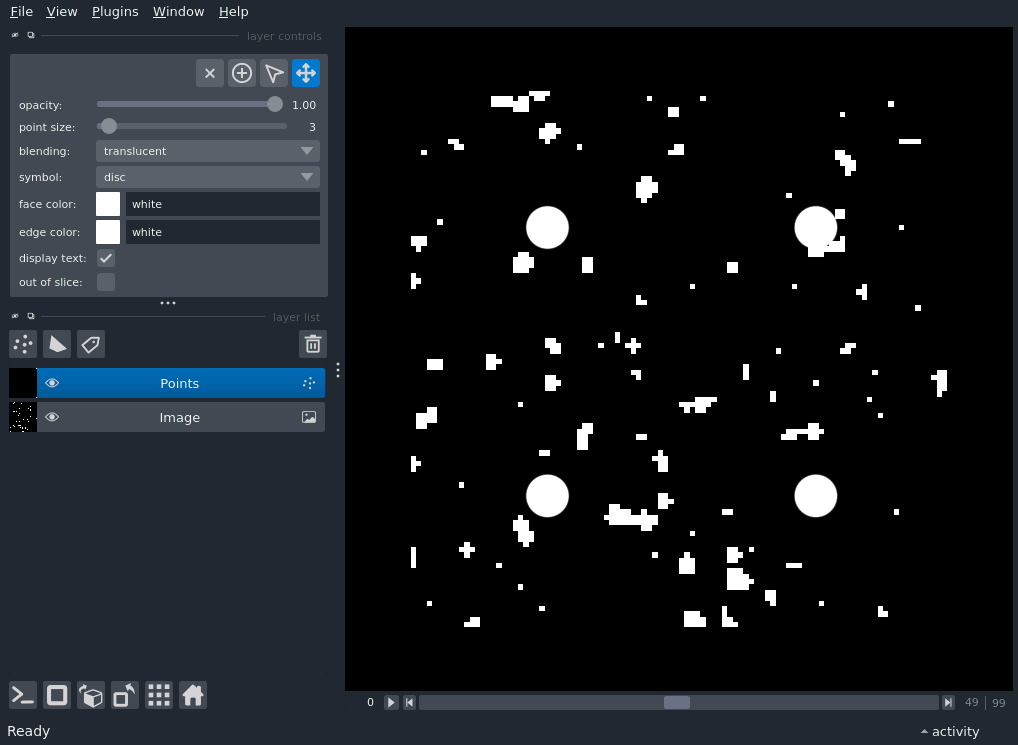 File View Plugins Window Help
layer controls
opacity: 1.00
point size: 3
blending: translucent
symbol: disc
face color: white
edge color: white
display text:
out of slice:
layer list
Points
Image
0 49 99
Ready activity